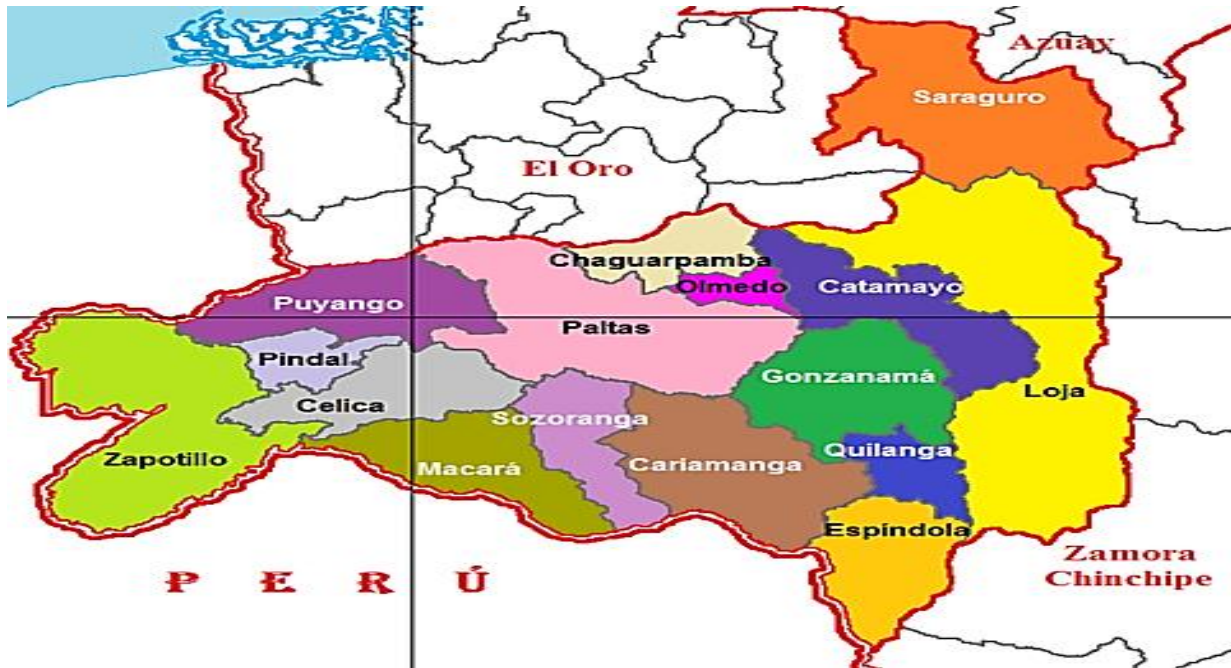 Azuay
Saraguro
El Oro
Chaguarpamba
Olmedo
Catamayo
Puyango
Paltas
Pindal
Gonzanamá
Loja
Celica
Sozoranga
Quilanga
Zapotillo
Macará
Cariamanga
Espíndola
Zamora
Chinchipe
P E R Ú